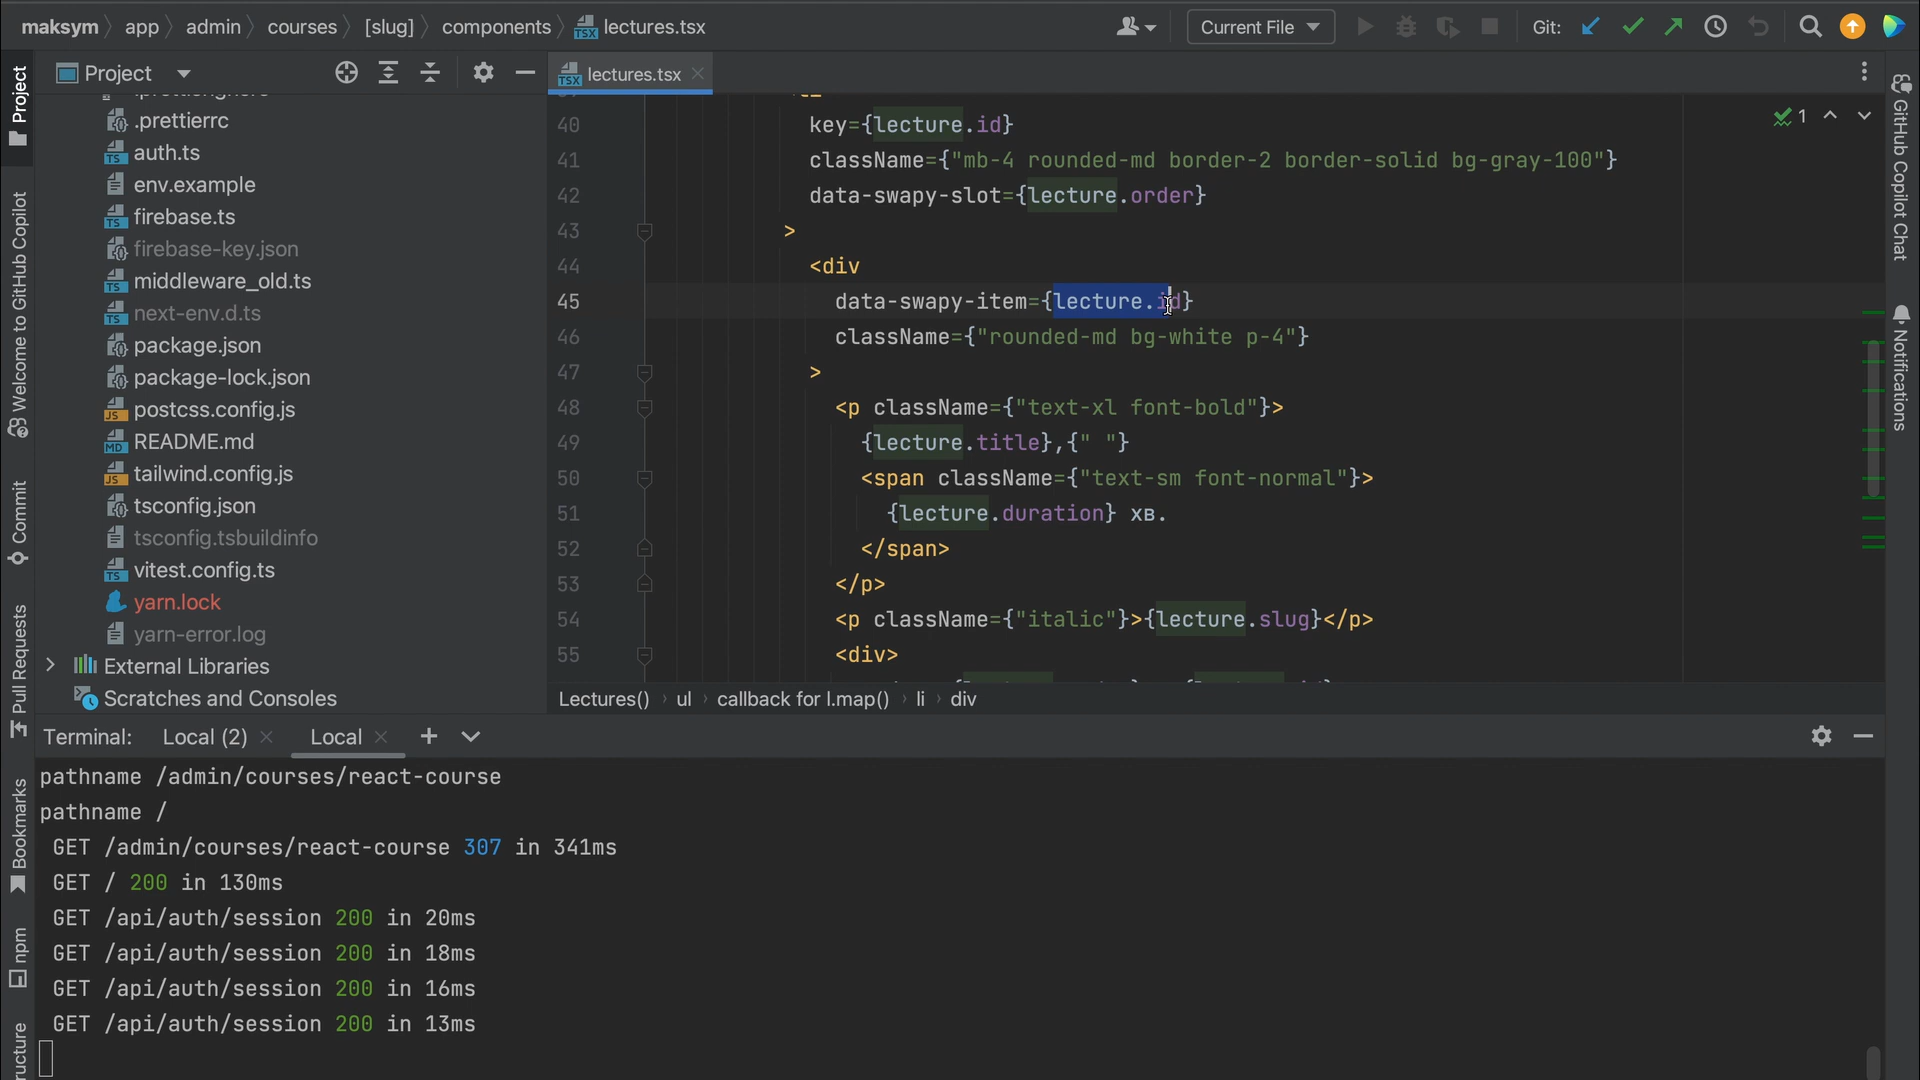 maksym app admin courses [slug] components lectures.tsx Current File Git:
Project
lectures.tsx
.prettierrc
auth.ts
env.example
firebase.ts
firebase-key.json
middleware_old.ts
next-env.d.ts
package.json
package-lock.json
postcss.config.js
README.md
tailwind.config.js
tsconfig.json
tsconfig.tsbuildinfo
vitest.config.ts
yarn.lock
yarn-error.log
External Libraries
Scratches and Consoles
1
40 key={lecture.id}
41 className={"mb-4 rounded-md border-2 border-solid bg-gray-100"}
42 data-swapy-slot={lecture.order}
43 >
44 <div
45 data-swapy-item={lecture.id}
46 className={"rounded-md bg-white p-4"}
47 >
48 <p className={"text-xl font-bold"}>
49 {lecture.title},{" "}
50 <span className={"text-sm font-normal"}>
51 {lecture.duration} хв.
52 </span>
53 </p>
54 <p className={"italic"}>{lecture.slug}</p>
55 <div>
Lectures() ul callback for l.map() li div
Terminal: Local (2) Local
pathname /admin/courses/react-course
pathname /
GET /admin/courses/react-course 307 in 341ms
GET / 200 in 130ms
GET /api/auth/session 200 in 20ms
GET /api/auth/session 200 in 18ms
GET /api/auth/session 200 in 16ms
GET /api/auth/session 200 in 13ms
Project
Welcome to GitHub Copilot
Commit
Pull Requests
Bookmarks
npm
GitHub Copilot Chat
Notifications